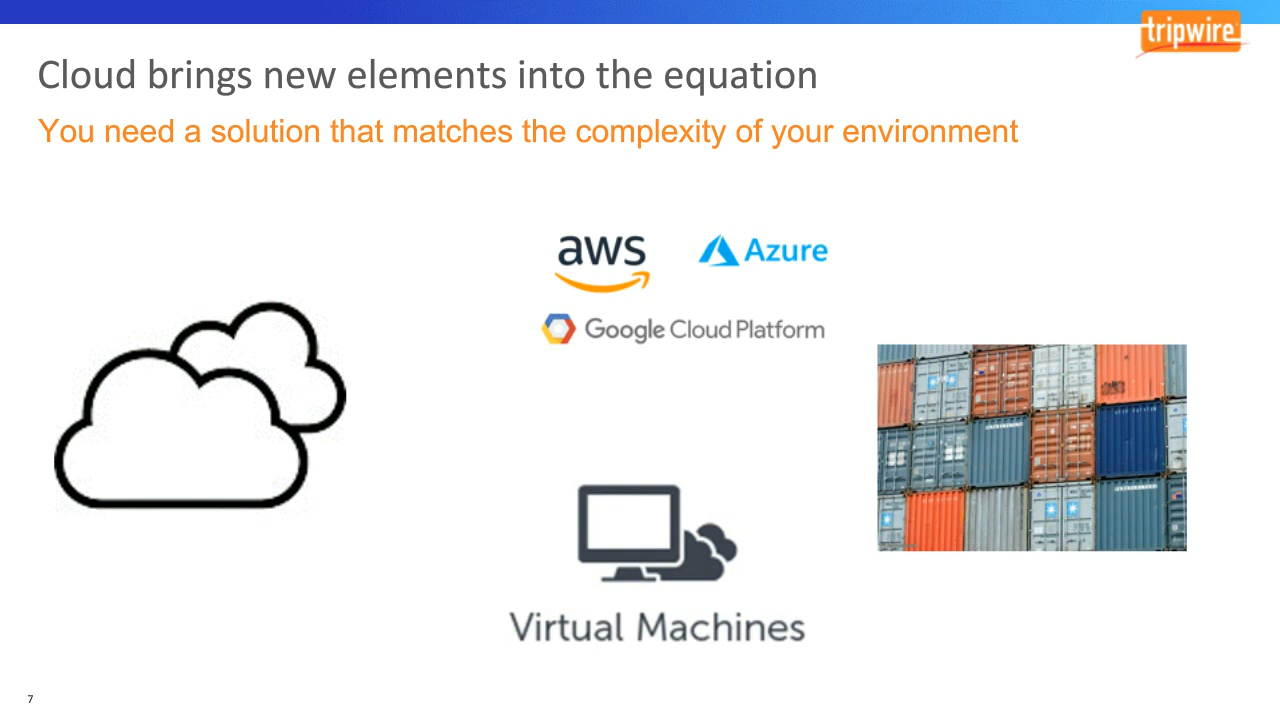 tripwire
Cloud brings new elements into the equation
You need a solution that matches the complexity of your environment
aws
Azure
Google Cloud Platform
Virtual Machines
7